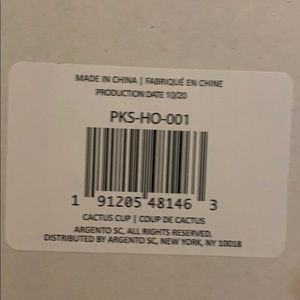 MADE IN CHINA | FABRIQUÉ EN CHINE
PRODUCTION DATE 10/20
PKS-HO-001
1 91205 48146 3
CACTUS CUP | COUP DE CACTUS
ARGENTO SC, ALL RIGHTS RESERVED.
DISTRIBUTED BY ARGENTO SC, NEW YORK, NY 10018